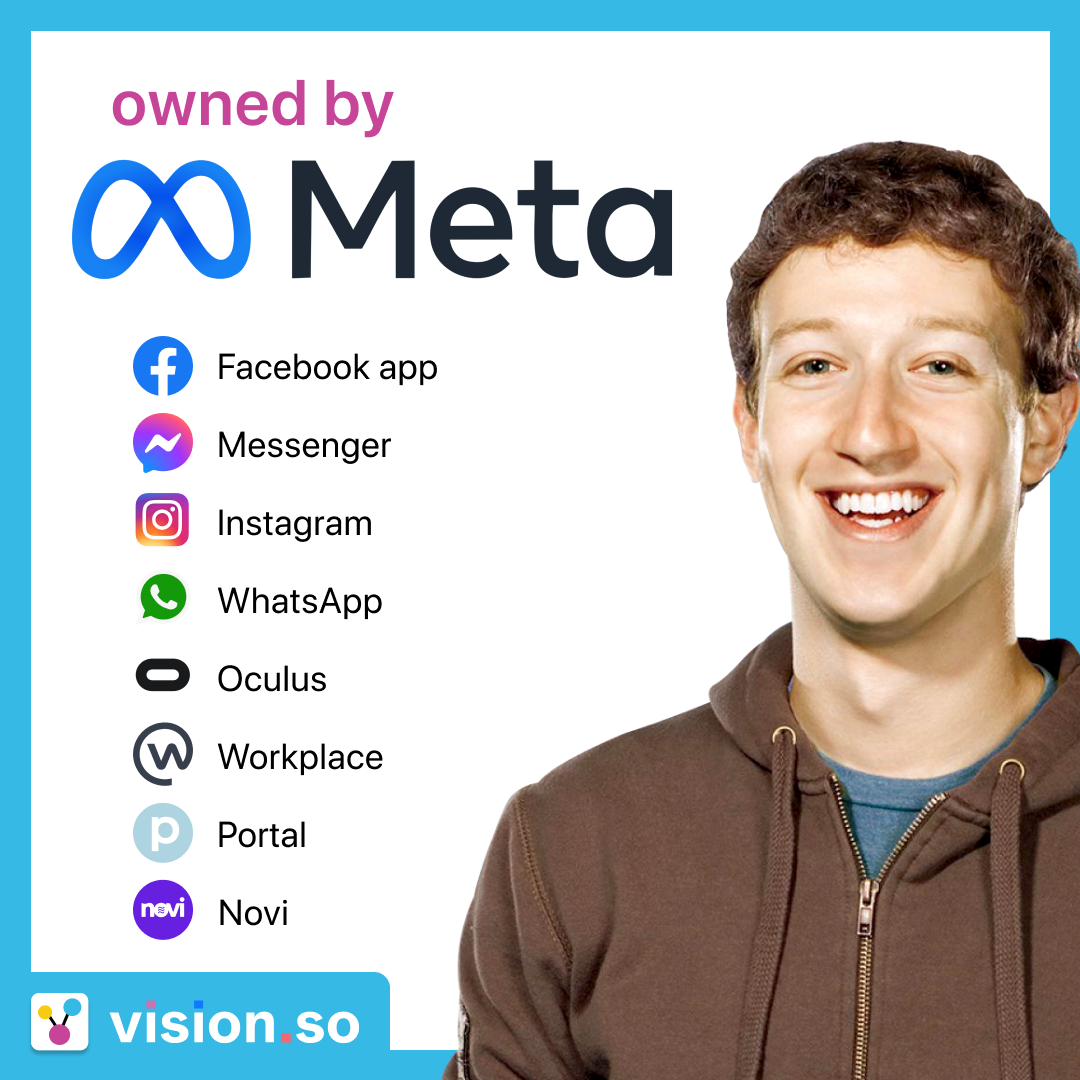 owned by
Meta
Facebook app
Messenger
Instagram
WhatsApp
Oculus
Workplace
Portal
novi Novi
vision.so